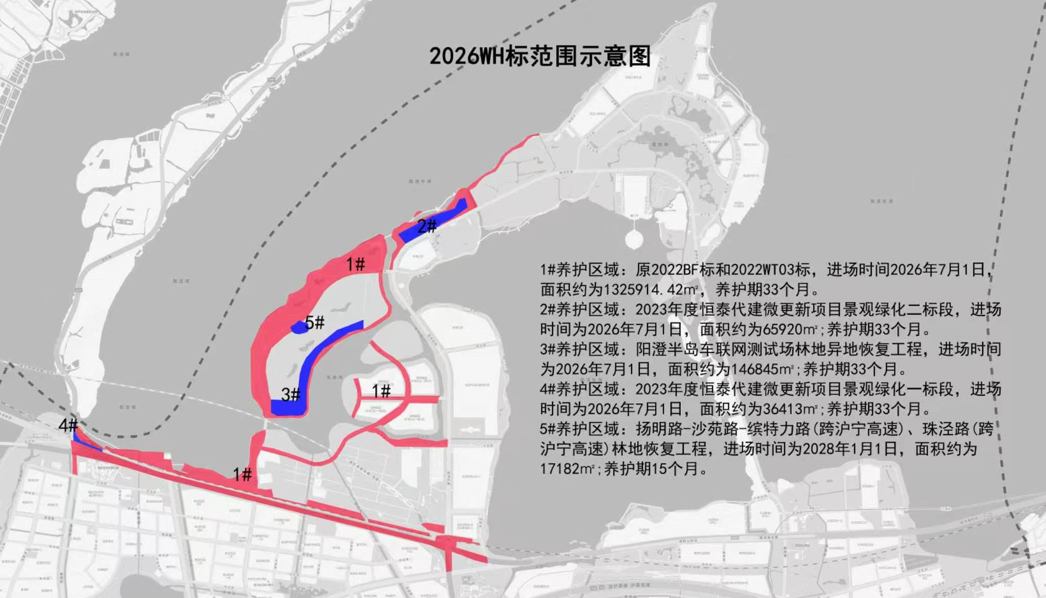 2026WH标范围示意图
2#
1#
5#
3#
1#
4#
1#
1#养护区域：原2022BF标和2022WT03标，进场时间2026年7月1日，
面积约为1325914.42㎡，养护期33个月。
2#养护区域：2023年度恒泰代建微更新项目景观绿化二标段，进场
时间为2026年7月1日，面积约为65920㎡;养护期33个月。
3#养护区域：阳澄半岛车联网测试场林地异地恢复工程，进场时间
为2026年7月1日，面积约为146845㎡;养护期33个月。
4#养护区域：2023年度恒泰代建微更新项目景观绿化一标段，进场
时间为2026年7月1日，面积约为36413㎡;养护期33个月。
5#养护区域：扬明路-沙苑路-缤特力路(跨沪宁高速)、珠泾路(跨
沪宁高速)林地恢复工程，进场时间为2028年1月1日，面积约为
17182㎡;养护期15个月。